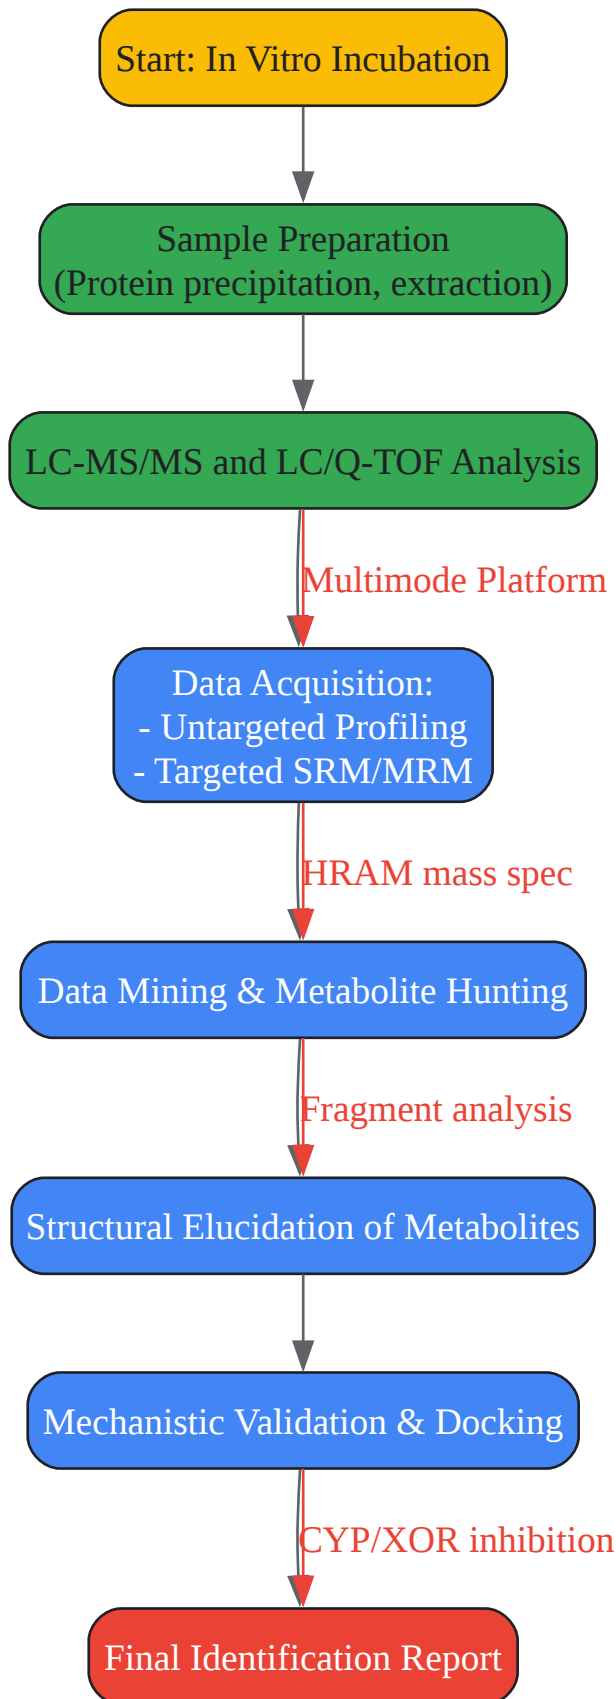 Start: In Vitro Incubation
Sample Preparation
(Protein precipitation, extraction)
LC-MS/MS and LC/Q-TOF Analysis
Multimode Platform
Data Acquisition:
- Untargeted Profiling
- Targeted SRM/MRM
HRAM mass spec
Data Mining & Metabolite Hunting
Fragment analysis
Structural Elucidation of Metabolites
Mechanistic Validation & Docking
CYP/XOR inhibition
Final Identification Report